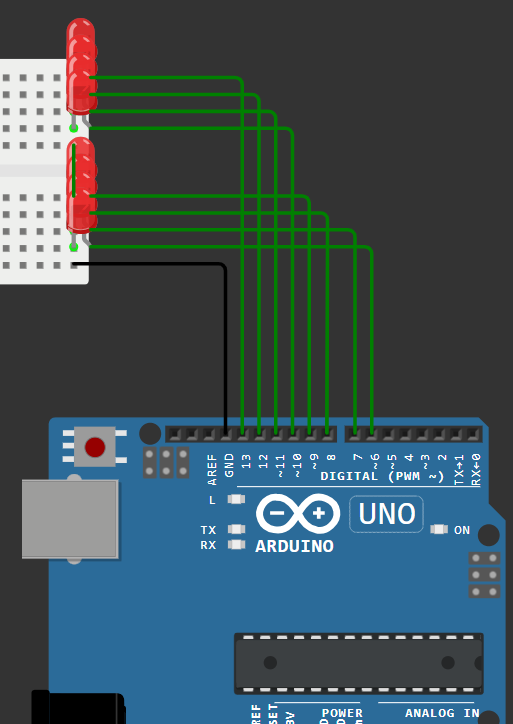 AREF
GND
13
12
~11
~10
~9
8
7
~6
~5
4
~3
2
TX→1
RX←0
DIGITAL (PWM ~)
L
UNO
TX
ON
RX
ARDUINO
POWER
ANALOG IN